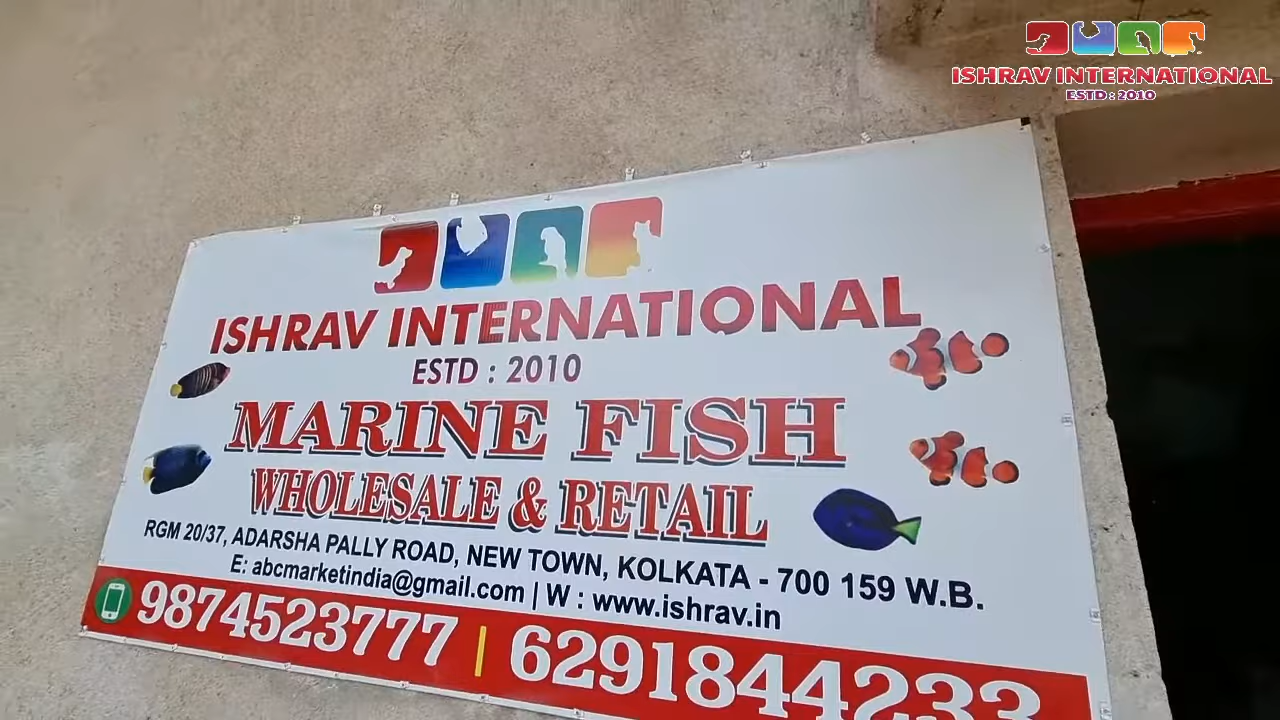 ISHRAV INTERNATIONAL
ESTD : 2010
ISHRAV INTERNATIONAL
ESTD : 2010
MARINE FISH
WHOLESALE & RETAIL
RGM 20/37, ADARSHA PALLY ROAD, NEW TOWN, KOLKATA - 700 159 W.B.
E: abcmarketindia@gmail.com | W : www.ishrav.in
9874523777 | 6291844233